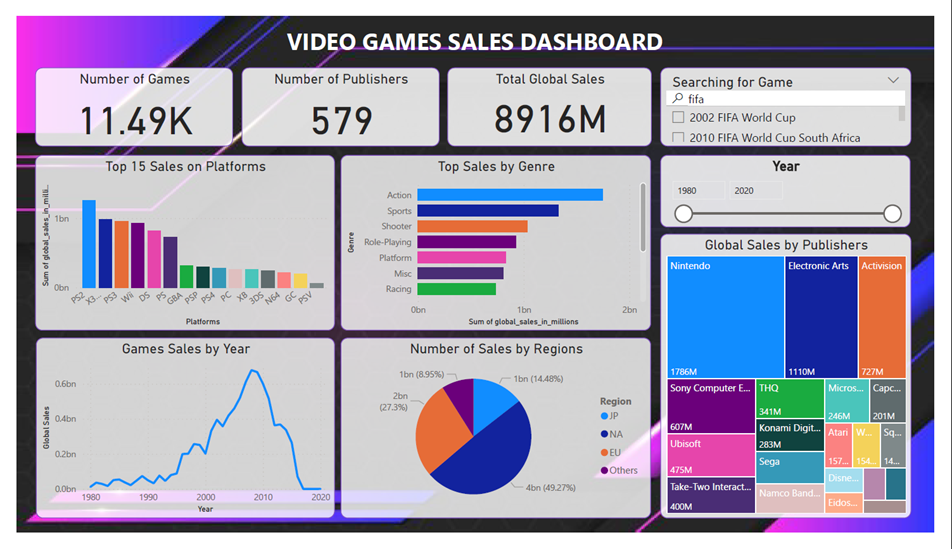 VIDEO GAMES SALES DASHBOARD
Number of Games
11.49K
Number of Publishers
579
Total Global Sales
8916M
Searching for Game
fifa
2002 FIFA World Cup
2010 FIFA World Cup South Africa
Top 15 Sales on Platforms
Sum of global_sales_in_milli...
1bn
0bn
PS2 X3... PS3 Wii DS PS GBA PSP PS4 PC XB 3DS N64 GC PSV
Platforms
Top Sales by Genre
Genre
Action
Sports
Shooter
Role-Playing
Platform
Misc
Racing
0bn 1bn 2bn
Sum of global_sales_in_millions
Year
1980 2020
Games Sales by Year
Global Sales
0.6bn
0.4bn
0.2bn
0.0bn
1980 1990 2000 2010 2020
Year
Number of Sales by Regions
1bn (8.95%)
1bn (14.48%)
2bn
(27.3%)
4bn (49.27%)
Region
JP
NA
EU
Others
Global Sales by Publishers
Nintendo
1786M
Electronic Arts
1110M
Activision
727M
Sony Computer E...
607M
Ubisoft
475M
Take-Two Interact...
400M
THQ
341M
Konami Digit...
283M
Sega
Namco Band...
Micros...
246M
Capc...
201M
Atari
157...
W...
154...
Sq...
14...
Disne...
Eidos...